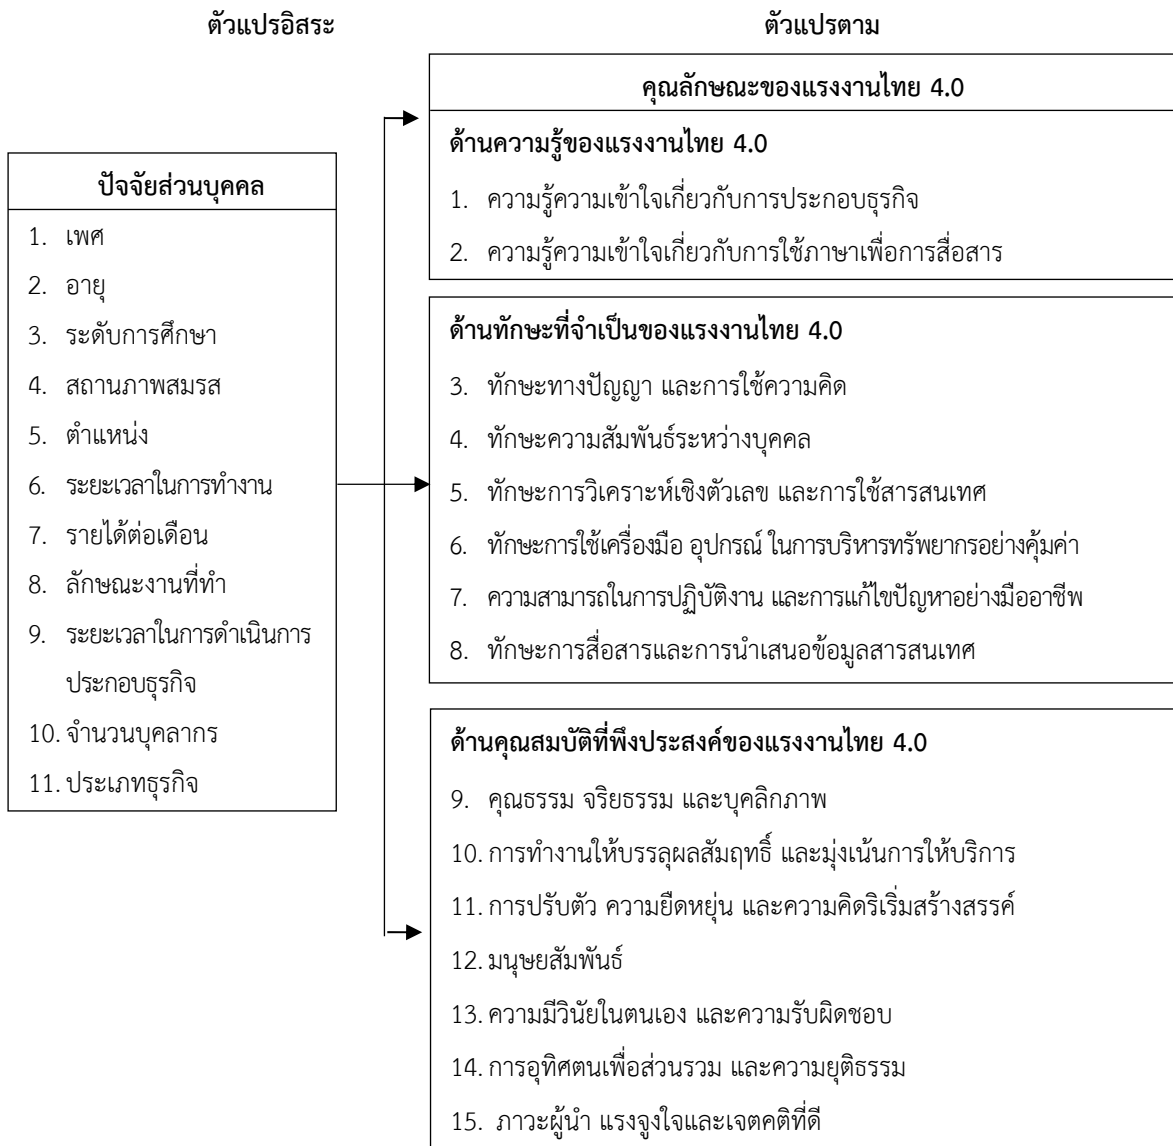 ตัวแปรอิสระ
ตัวแปรตาม
ปัจจัยส่วนบุคคล
1. เพศ
2. อายุ
3. ระดับการศึกษา
4. สถานภาพสมรส
5. ตำแหน่ง
6. ระยะเวลาในการทำงาน
7. รายได้ต่อเดือน
8. ลักษณะงานที่ทำ
9. ระยะเวลาในการดำเนินการ
ประกอบธุรกิจ
10. จำนวนบุคลากร
11. ประเภทธุรกิจ
คุณลักษณะของแรงงานไทย 4.0
ด้านความรู้ของแรงงานไทย 4.0
1. ความรู้ความเข้าใจเกี่ยวกับการประกอบธุรกิจ
2. ความรู้ความเข้าใจเกี่ยวกับการใช้ภาษาเพื่อการสื่อสาร
ด้านทักษะที่จำเป็นของแรงงานไทย 4.0
3. ทักษะทางปัญญา และการใช้ความคิด
4. ทักษะความสัมพันธ์ระหว่างบุคคล
5. ทักษะการวิเคราะห์เชิงตัวเลข และการใช้สารสนเทศ
6. ทักษะการใช้เครื่องมือ อุปกรณ์ ในการบริหารทรัพยากรอย่างคุ้มค่า
7. ความสามารถในการปฏิบัติงาน และการแก้ไขปัญหาอย่างมืออาชีพ
8. ทักษะการสื่อสารและการนำเสนอข้อมูลสารสนเทศ
ด้านคุณสมบัติที่พึงประสงค์ของแรงงานไทย 4.0
9. คุณธรรม จริยธรรม และบุคลิกภาพ
10. การทำงานให้บรรลุผลสัมฤทธิ์ และมุ่งเน้นการให้บริการ
11. การปรับตัว ความยืดหยุ่น และความคิดริเริ่มสร้างสรรค์
12. มนุษยสัมพันธ์
13. ความมีวินัยในตนเอง และความรับผิดชอบ
14. การอุทิศตนเพื่อส่วนรวม และความยุติธรรม
15. ภาวะผู้นำ แรงจูงใจและเจตคติที่ดี